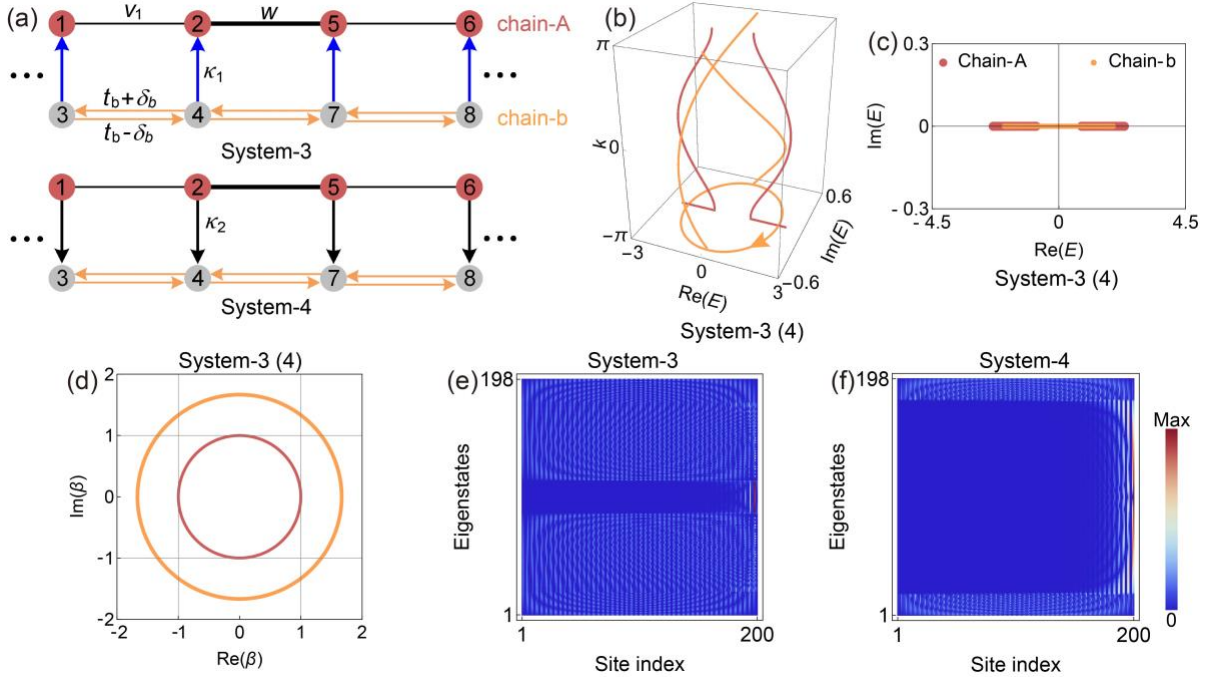 (a)
v₁
w
1
2
5
6
chain-A
κ₁
t_b+δ_b
t_b-δ_b
3
4
7
8
chain-b
System-3
1
2
5
6
κ₂
3
4
7
8
System-4
(b)
π
k
0
-π
-3
0
3
Re(E)
-0.6
0.6
Im(E)
System-3 (4)
(c)
0.3
Chain-A
Chain-b
Im(E)
0
-0.3
-4.5
0
4.5
Re(E)
System-3 (4)
System-3 (4)
(d)
2
1
Im(β)
0
-1
-2
-2
-1
0
1
2
Re(β)
System-3
(e)
198
Eigenstates
1
1
200
Site index
System-4
(f)
198
Eigenstates
1
1
200
Site index
Max
0